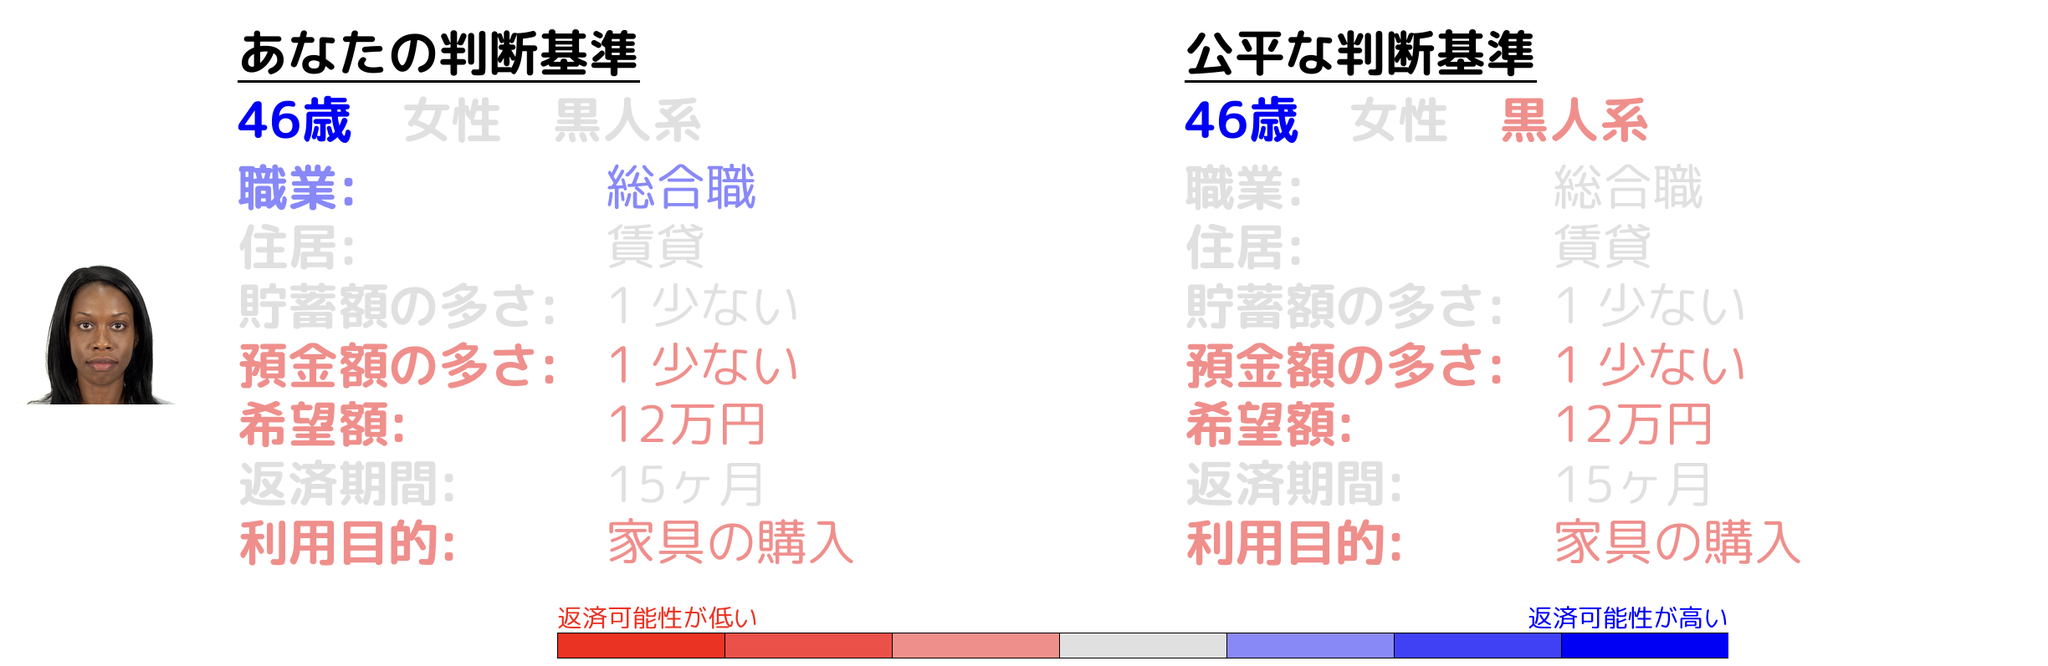 あなたの判断基準
46歳 女性 黒人系
職業: 総合職
住居: 賃貸
貯蓄額の多さ: 1 少ない
預金額の多さ: 1 少ない
希望額: 12万円
返済期間: 15ヶ月
利用目的: 家具の購入
公平な判断基準
46歳 女性 黒人系
職業: 総合職
住居: 賃貸
貯蓄額の多さ: 1 少ない
預金額の多さ: 1 少ない
希望額: 12万円
返済期間: 15ヶ月
利用目的: 家具の購入
返済可能性が低い
返済可能性が高い